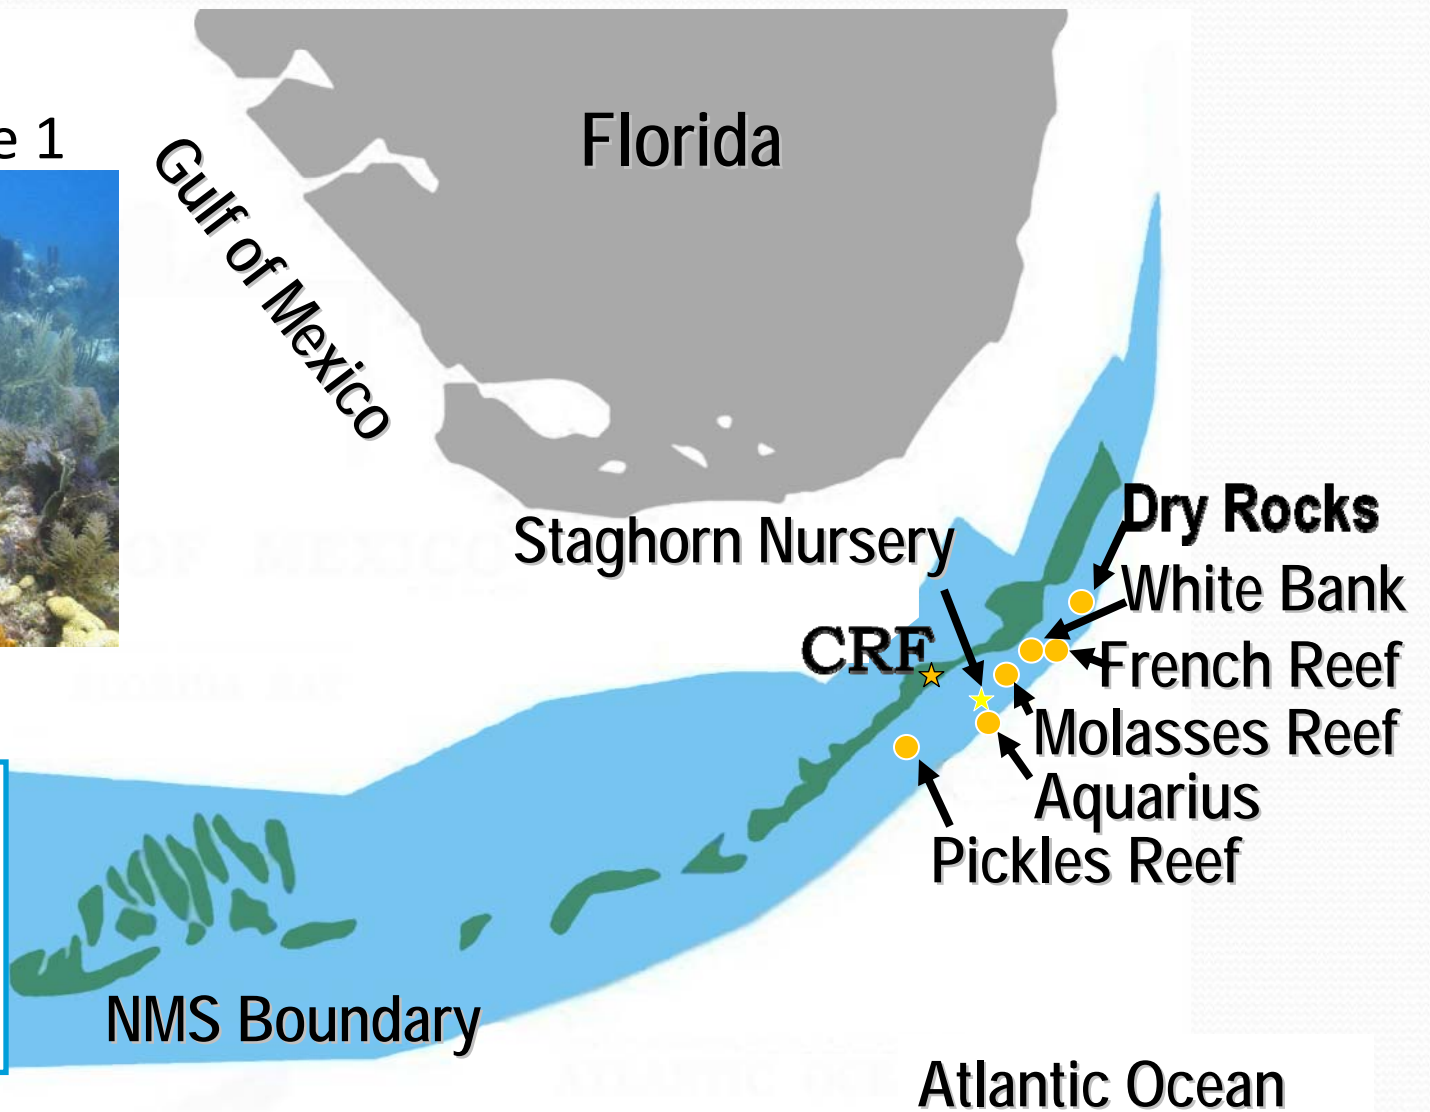 Florida
e 1
Gulf of Mexico
Dry Rocks
Staghorn Nursery
White Bank
CRF
French Reef
Molasses Reef
Aquarius
Pickles Reef
NMS Boundary
Atlantic Ocean